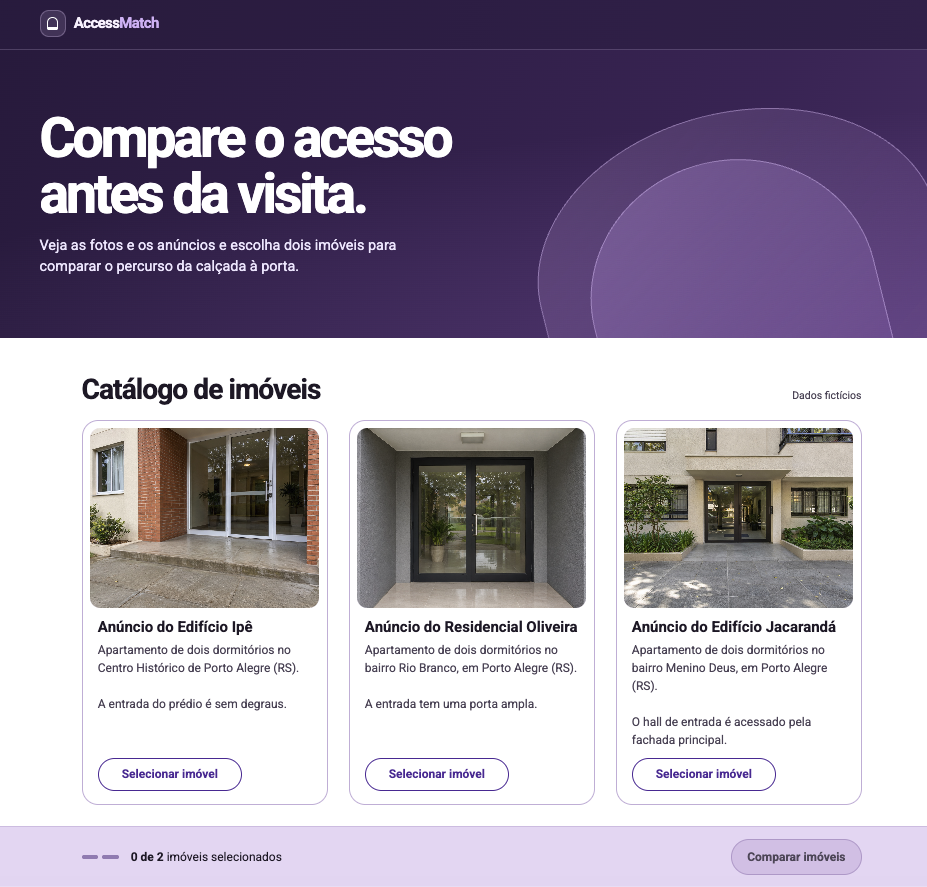 AccessMatch
Compare o acesso
antes da visita.
Veja as fotos e os anúncios e escolha dois imóveis para
comparar o percurso da calçada à porta.
Catálogo de imóveis
Dados fictícios
Anúncio do Edifício Ipê
Apartamento de dois dormitórios no
Centro Histórico de Porto Alegre (RS).
A entrada do prédio é sem degraus.
Selecionar imóvel
Anúncio do Residencial Oliveira
Apartamento de dois dormitórios no
bairro Rio Branco, em Porto Alegre (RS).
A entrada tem uma porta ampla.
Selecionar imóvel
Anúncio do Edifício Jacarandá
Apartamento de dois dormitórios no
bairro Menino Deus, em Porto Alegre
(RS).
O hall de entrada é acessado pela
fachada principal.
Selecionar imóvel
0 de 2 imóveis selecionados
Comparar imóveis